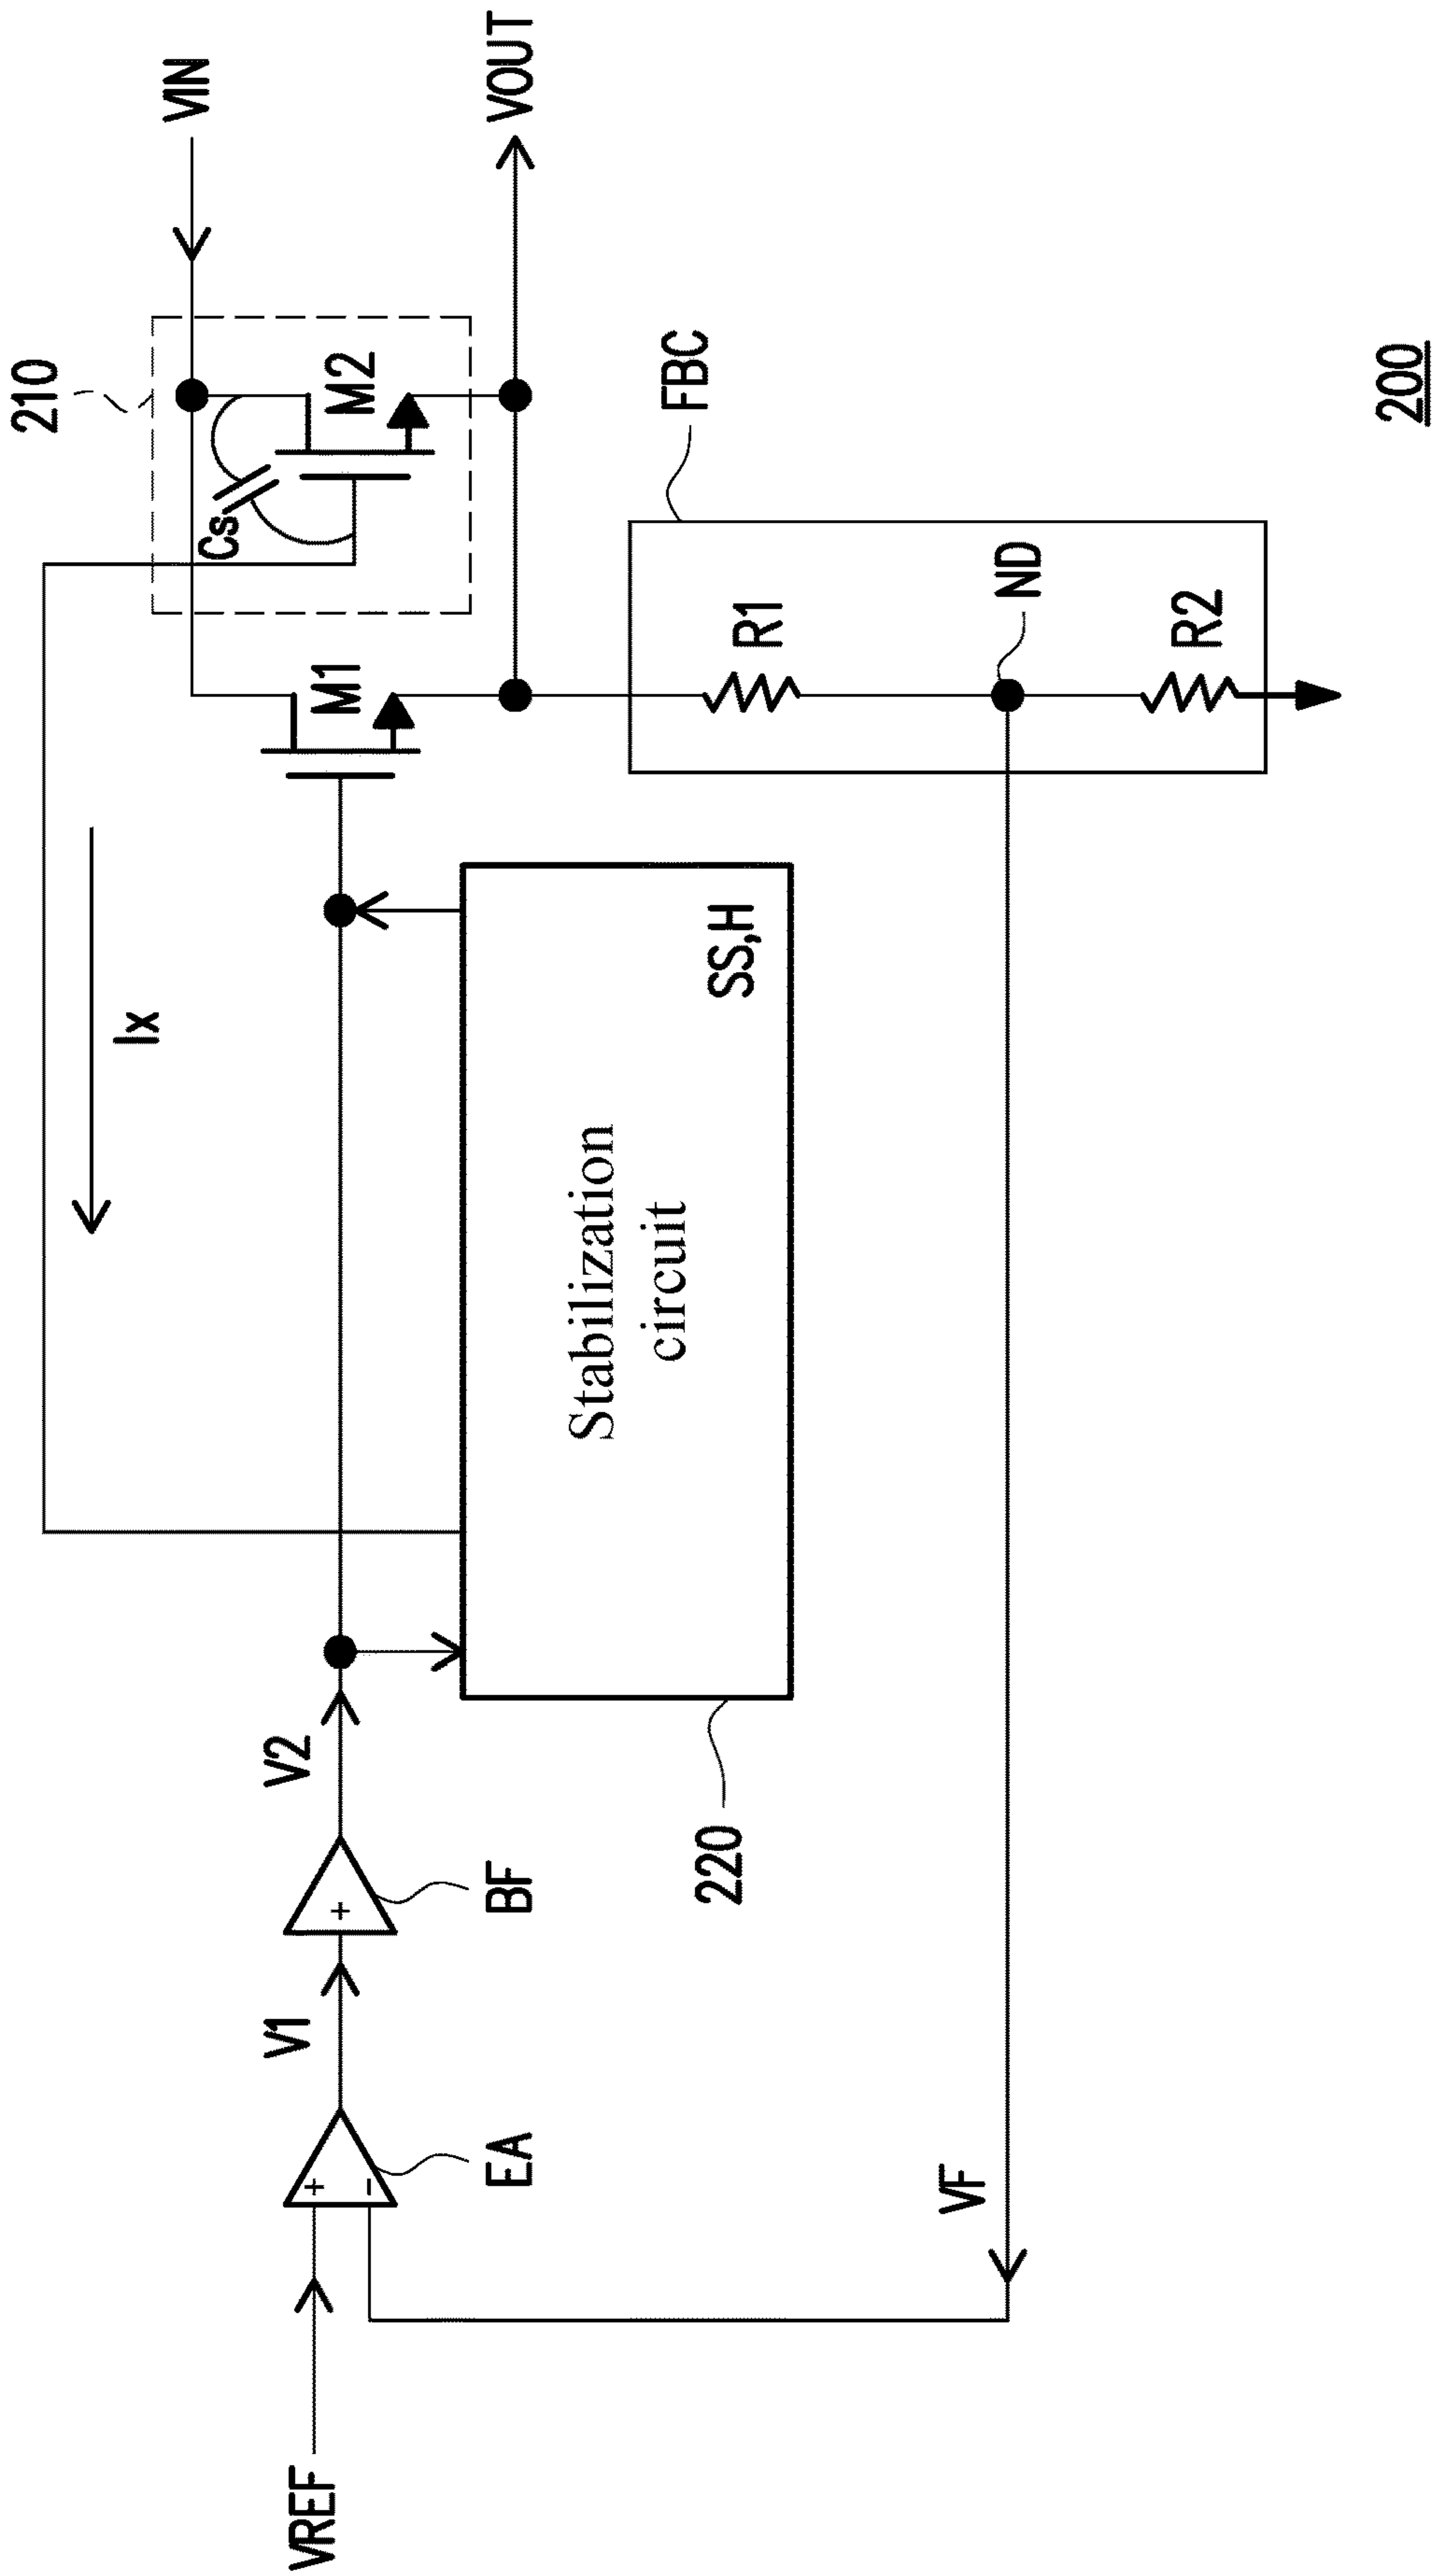 210
VIN
Cs
M2
Ix
M1
VOUT
VREF
+
-
EA
V1
+
BF
V2
Stabilization
circuit
SS,H
220
FBC
R1
ND
R2
VF
200